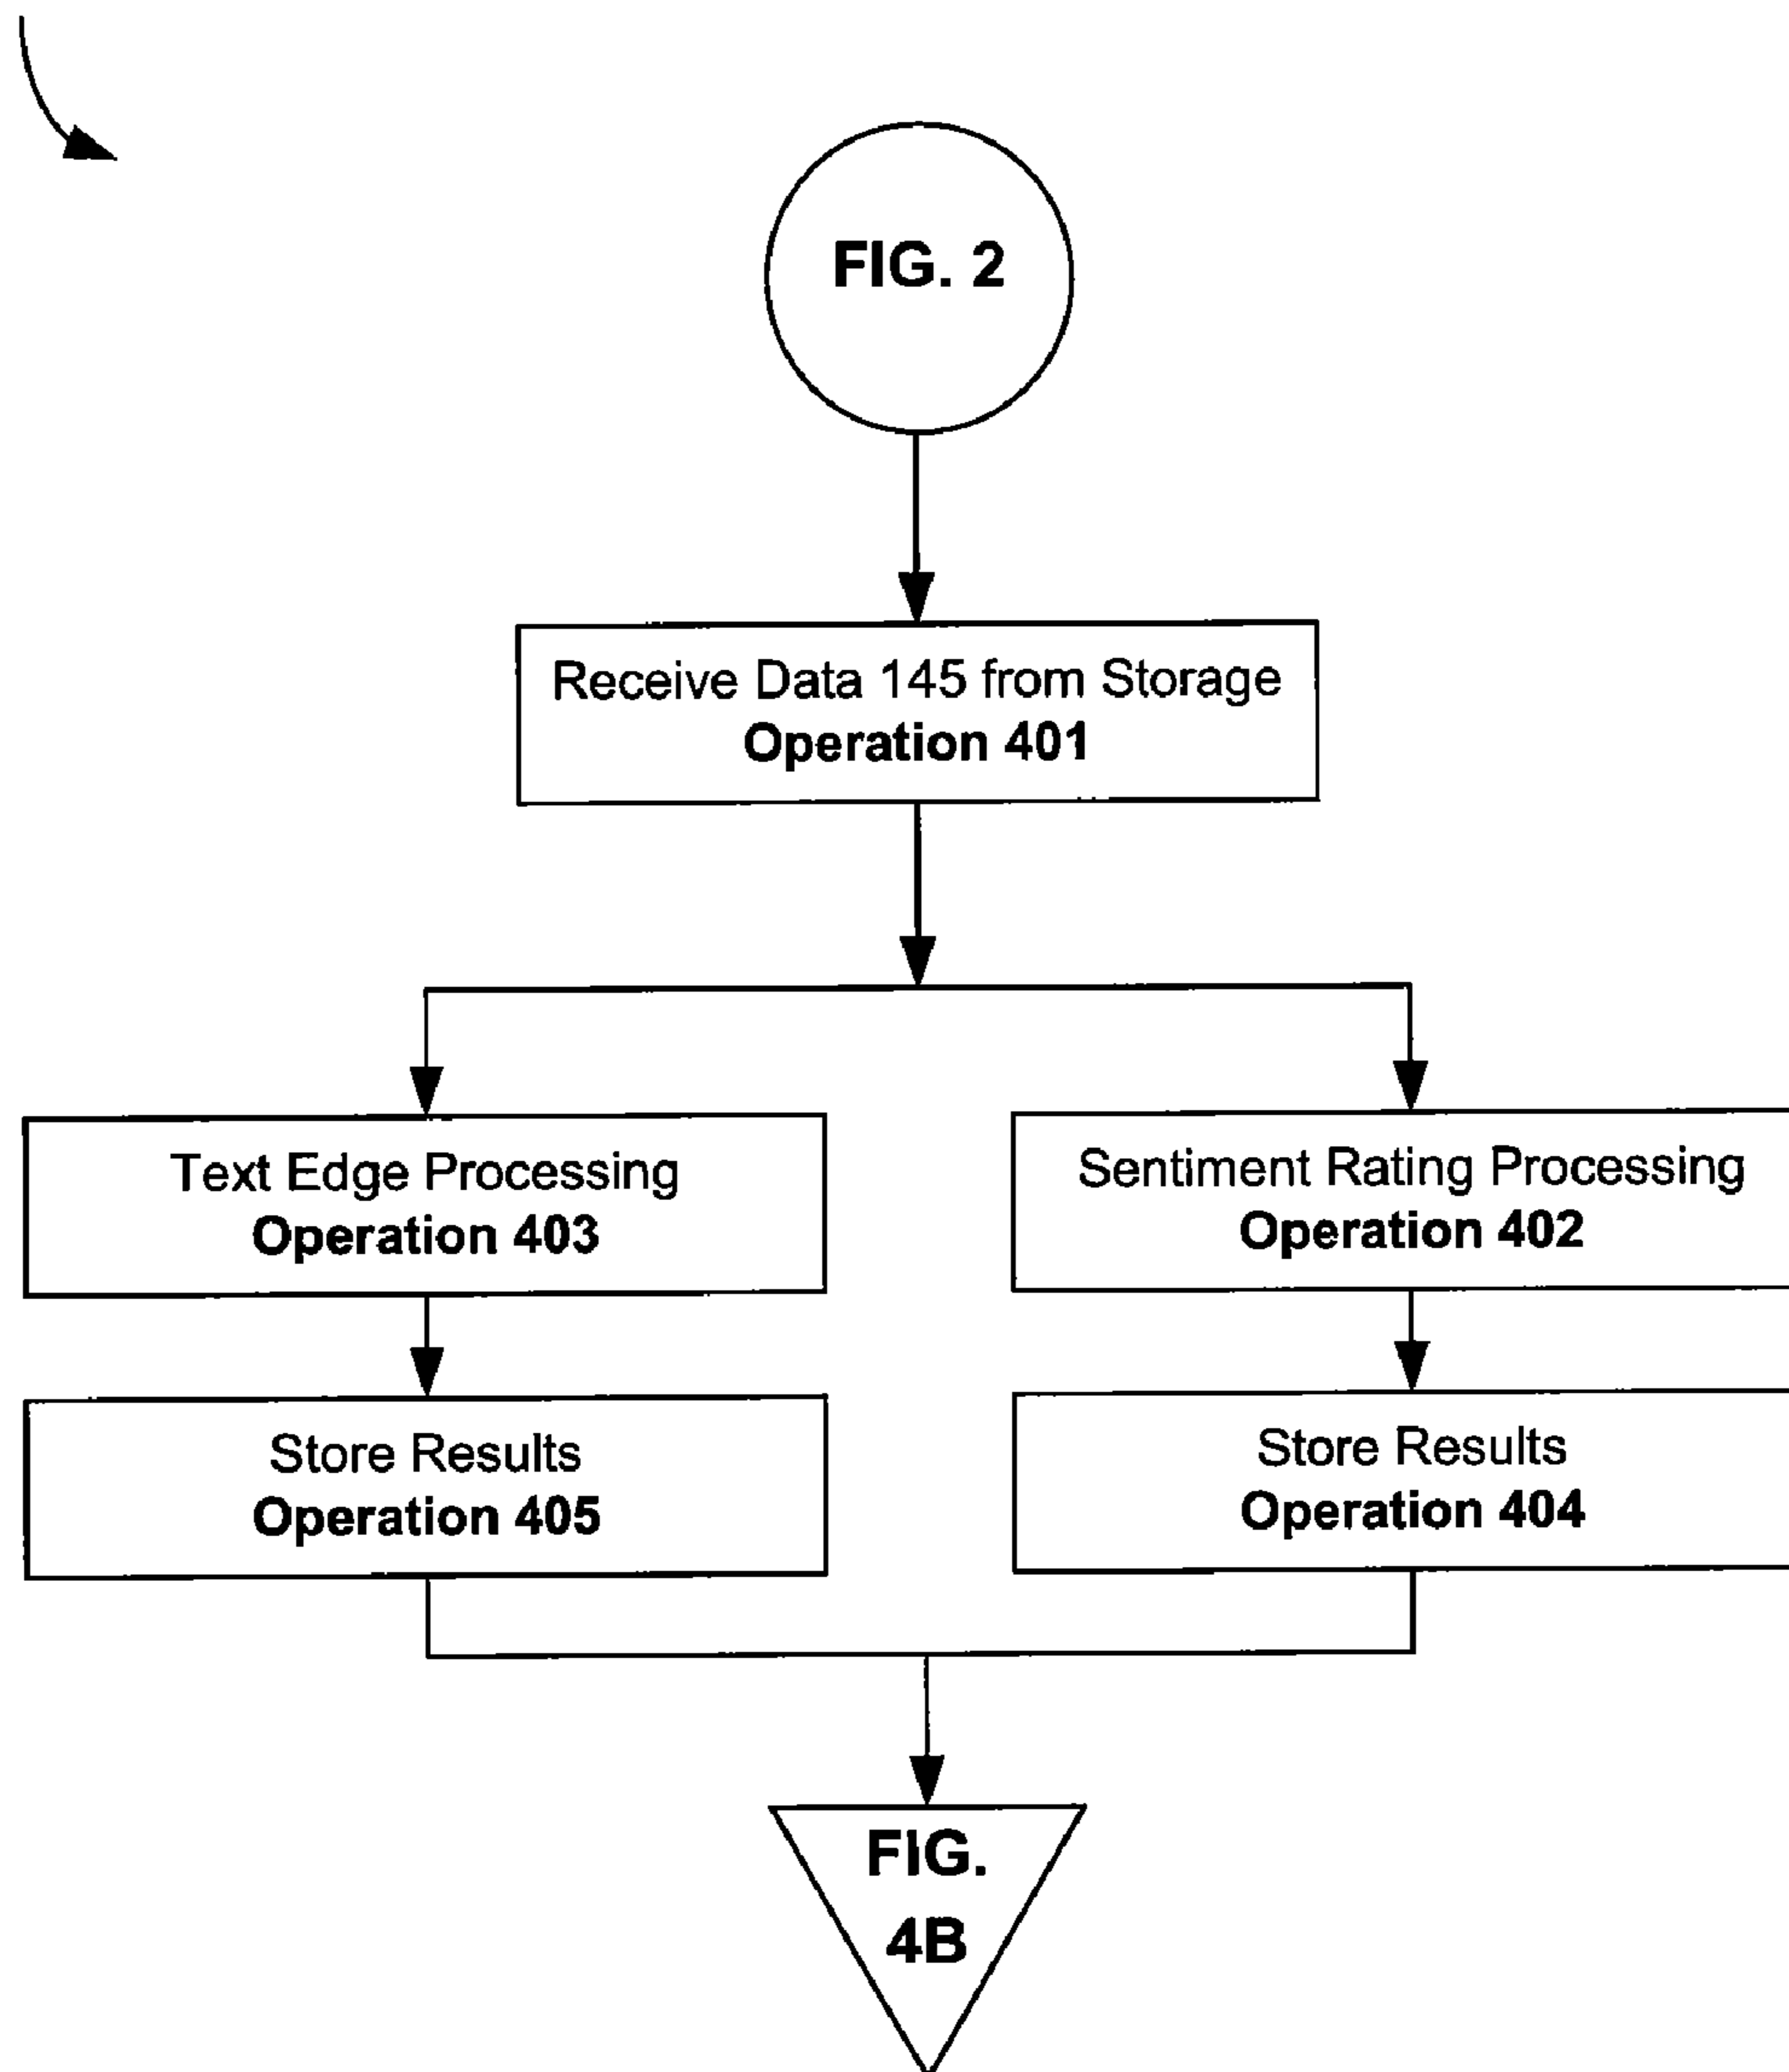 FIG. 2
Receive Data 145 from Storage
Operation 401
Text Edge Processing
Operation 403
Sentiment Rating Processing
Operation 402
Store Results
Operation 405
Store Results
Operation 404
FIG.
4B